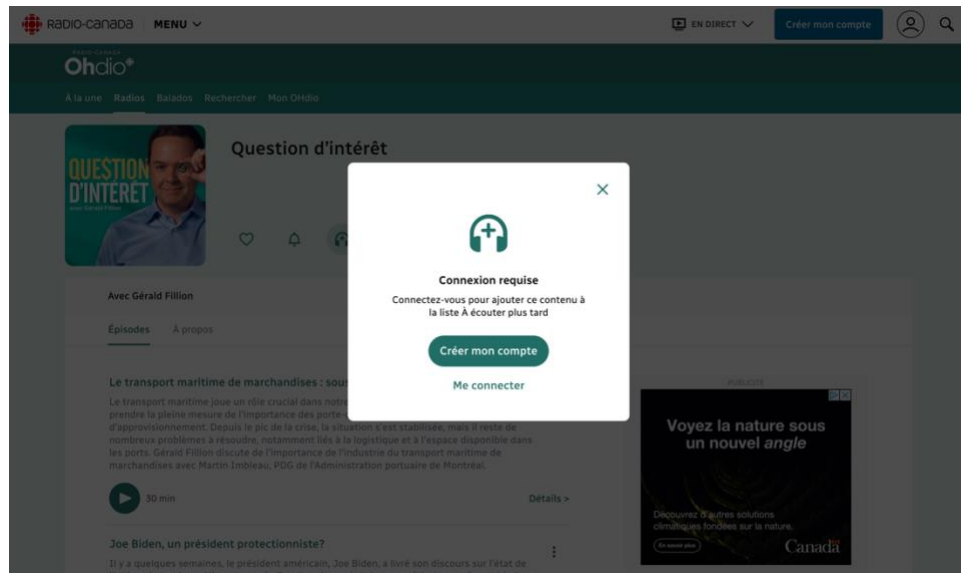 RADIO-CANADA MENU EN DIRECT Créer mon compte
RADIO-CANADA
OHdio
À la une Radios Balados Rechercher Mon OHdio
QUESTION
D'INTÉRÊT
avec Gérald Fillion
Question d'intérêt
Connexion requise
Connectez-vous pour ajouter ce contenu à
la liste À écouter plus tard
Créer mon compte
Me connecter
Avec Gérald Fillion
Épisodes À propos
Le transport maritime de marchandises : sous
Le transport maritime joue un rôle crucial dans notre
prendre la pleine mesure de l'importance des porte-
d'approvisionnement. Depuis le pic de la crise, la situation s'est stabilisée, mais il reste de
nombreux problèmes à résoudre, notamment liés à la logistique et à l'espace disponible dans
les ports. Gérald Fillion discute de l'importance de l'industrie du transport maritime de
marchandises avec Martin Imbleau, PDG de l'Administration portuaire de Montréal.
30 min Détails >
Joe Biden, un président protectionniste?
Il y a quelques semaines, le président américain, Joe Biden, a livré son discours sur l'état de
PUBLICITÉ
Voyez la nature sous
un nouvel angle
Découvrez d'autres solutions
climatiques fondées sur la nature.
En savoir plus
Canada